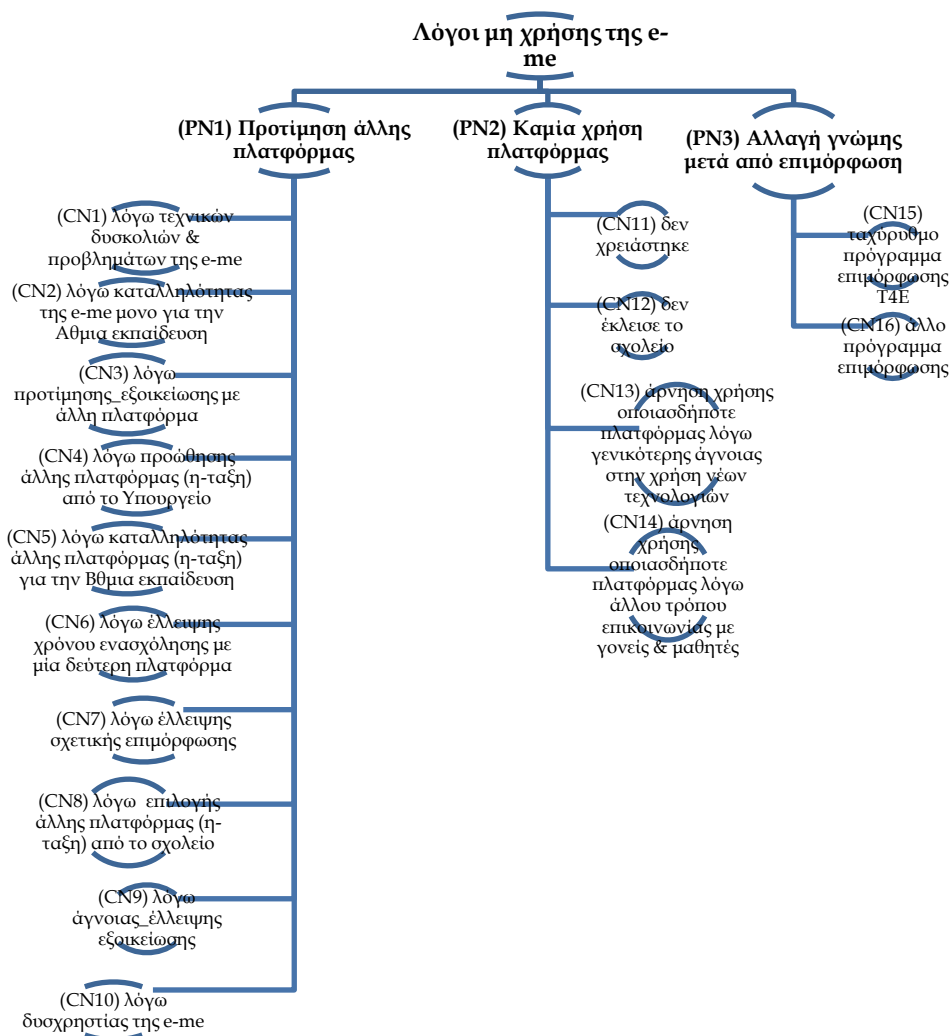 Λόγοι μη χρήσης της e-
me
(PN1) Προτίμηση άλλης
πλατφόρμας
(CN1) λόγω τεχνικών
δυσκολιών &
προβλημάτων της e-me
(CN2) λόγω καταλληλότητας
της e-me μονο για την
Αθμια εκπαίδευση
(CN3) λόγω
προτίμησης_εξοικείωσης με
άλλη πλατφόρμα
(CN4) λόγω προώθησης
άλλης πλατφόρμας (η-ταξη)
από το Υπουργείο
(CN5) λόγω καταλληλότητας
άλλης πλατφόρμας (η-ταξη)
για την Βθμια εκπαίδευση
(CN6) λόγω έλλειψης
χρόνου ενασχόλησης με
μία δεύτερη πλατφόρμα
(CN7) λόγω έλλειψης
σχετικής επιμόρφωσης
(CN8) λόγω επιλογής
άλλης πλατφόρμας (η-
ταξη) από το σχολείο
(CN9) λόγω
άγνοιας_έλλειψης
εξοικείωσης
(CN10) λόγω
δυσχρηστίας της e-me
(PN2) Καμία χρήση
πλατφόρμας
(CN11) δεν
χρειάστηκε
(CN12) δεν
έκλεισε το
σχολείο
(CN13) άρνηση χρήσης
οποιασδήποτε
πλατφόρμας λόγω
γενικότερης άγνοιας
στην χρήση νέων
τεχνολογιών
(CN14) άρνηση
χρήσης
οποιασδήποτε
πλατφόρμας λόγω
άλλου τρόπου
επικοινωνίας με
γονείς & μαθητές
(PN3) Αλλαγή γνώμης
μετά από επιμόρφωση
(CN15)
ταχύρυθμο
πρόγραμμα
επιμόρφωσης
T4E
(CN16) άλλο
πρόγραμμα
επιμόρφωσης